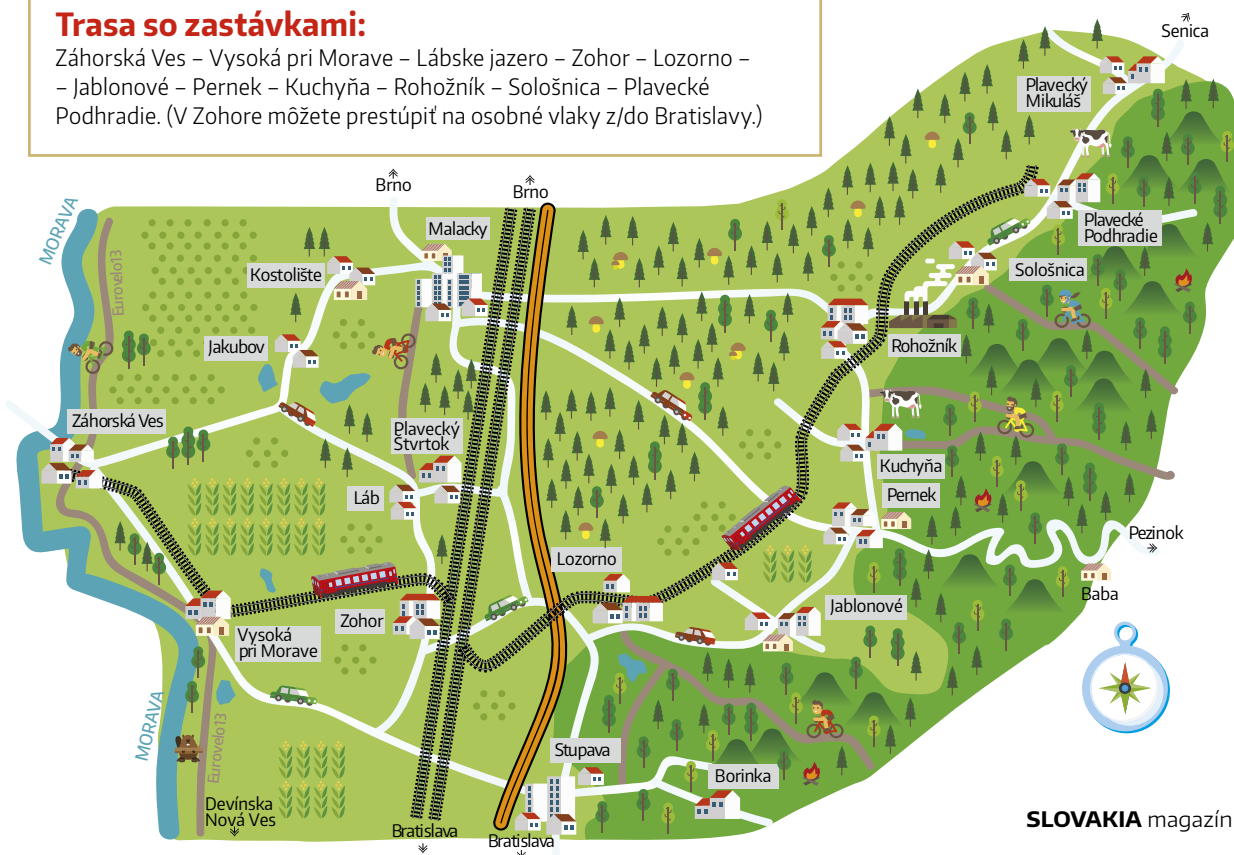 Trasa so zastávkami:
Záhorská Ves – Vysoká pri Morave – Lábske jazero – Zohor – Lozorno –
– Jablonové – Pernek – Kuchyňa – Rohožník – Sološnica – Plavecké
Podhradie. (V Zohore môžete prestúpiť na osobné vlaky z/do Bratislavy.)
Senica
Plavecký
Mikuláš
Brno
Brno
MORAVA
Malacky
Plavecké
Podhradie
Kostolište
Eurovelo13
Sološnica
Jakubov
Rohožník
Záhorská Ves
Plavecký
Štvrtok
Kuchyňa
Láb
Pernek
Pezinok
Lozorno
Baba
Jablonové
Zohor
Vysoká
pri Morave
MORAVA
Eurovelo13
Stupava
Borinka
Devínska
Nová Ves
Bratislava
Bratislava
SLOVAKIA magazín